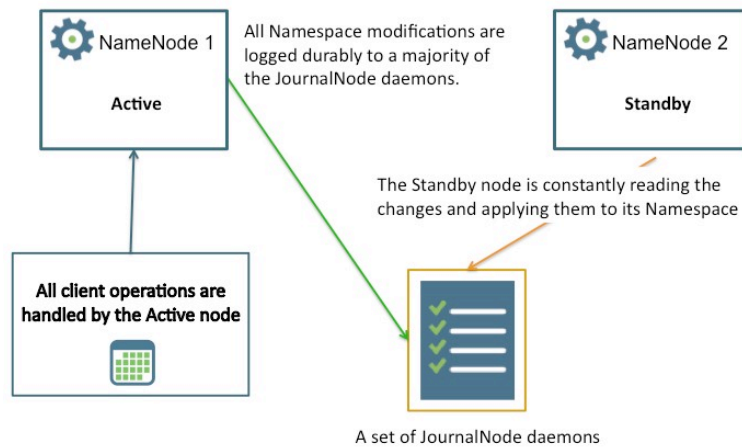 NameNode 1
Active
All Namespace modifications are
logged durably to a majority of
the JournalNode daemons.
NameNode 2
Standby
The Standby node is constantly reading the
changes and applying them to its Namespace
All client operations are
handled by the Active node
A set of JournalNode daemons